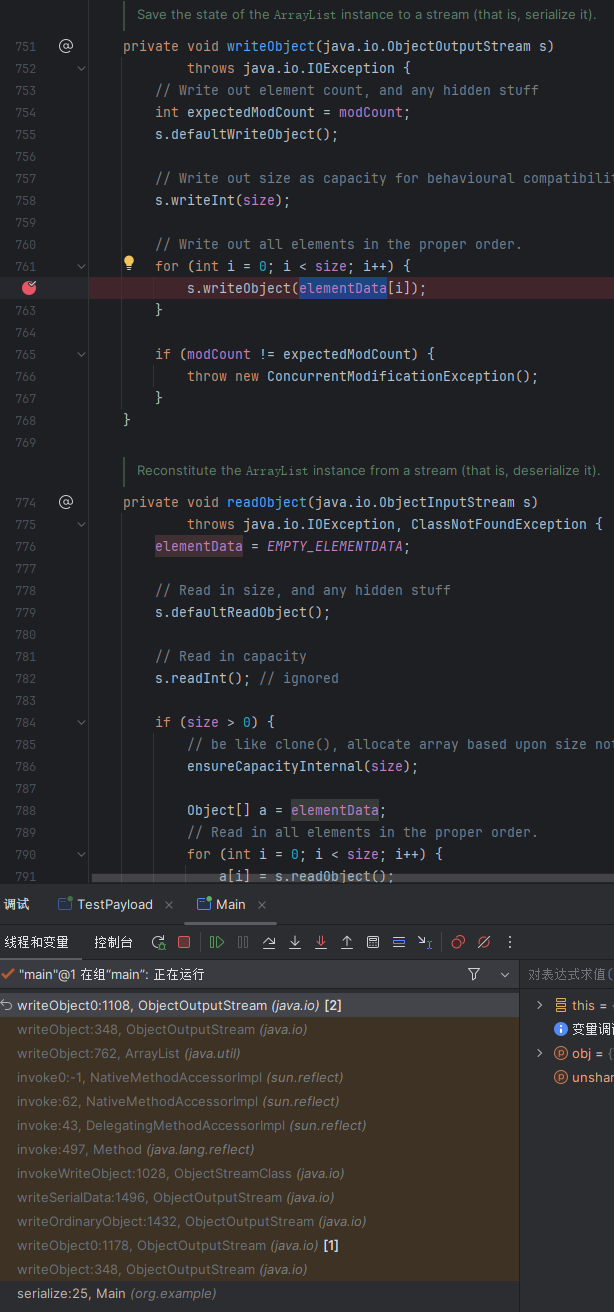 Save the state of the ArrayList instance to a stream (that is, serialize it).
751 @ private void writeObject(java.io.ObjectOutputStream s)
752 throws java.io.IOException {
753 // Write out element count, and any hidden stuff
754 int expectedModCount = modCount;
755 s.defaultWriteObject();
756
757 // Write out size as capacity for behavioural compatibili
758 s.writeInt(size);
759
760 // Write out all elements in the proper order.
761 for (int i = 0; i < size; i++) {
s.writeObject(elementData[i]);
763 }
764
765 if (modCount != expectedModCount) {
766 throw new ConcurrentModificationException();
767 }
768 }
769
Reconstitute the ArrayList instance from a stream (that is, deserialize it).
774 @ private void readObject(java.io.ObjectInputStream s)
775 throws java.io.IOException, ClassNotFoundException {
776 elementData = EMPTY_ELEMENTDATA;
777
778 // Read in size, and any hidden stuff
779 s.defaultReadObject();
780
781 // Read in capacity
782 s.readInt(); // ignored
783
784 if (size > 0) {
785 // be like clone(), allocate array based upon size not
786 ensureCapacityInternal(size);
787
788 Object[] a = elementData;
789 // Read in all elements in the proper order.
790 for (int i = 0; i < size; i++) {
791 a[i] = s.readObject();
调试 TestPayload × Main ×
线程和变量 控制台
"main"@1 在组“main”: 正在运行 对表达式求值(
writeObject0:1108, ObjectOutputStream (java.io) [2] this = {
writeObject:348, ObjectOutputStream (java.io) 变量调试
writeObject:762, ArrayList (java.util) obj = {
invoke0:-1, NativeMethodAccessorImpl (sun.reflect) unshar
invoke:62, NativeMethodAccessorImpl (sun.reflect)
invoke:43, DelegatingMethodAccessorImpl (sun.reflect)
invoke:497, Method (java.lang.reflect)
invokeWriteObject:1028, ObjectStreamClass (java.io)
writeSerialData:1496, ObjectOutputStream (java.io)
writeOrdinaryObject:1432, ObjectOutputStream (java.io)
writeObject0:1178, ObjectOutputStream (java.io) [1]
writeObject:348, ObjectOutputStream (java.io)
serialize:25, Main (org.example)